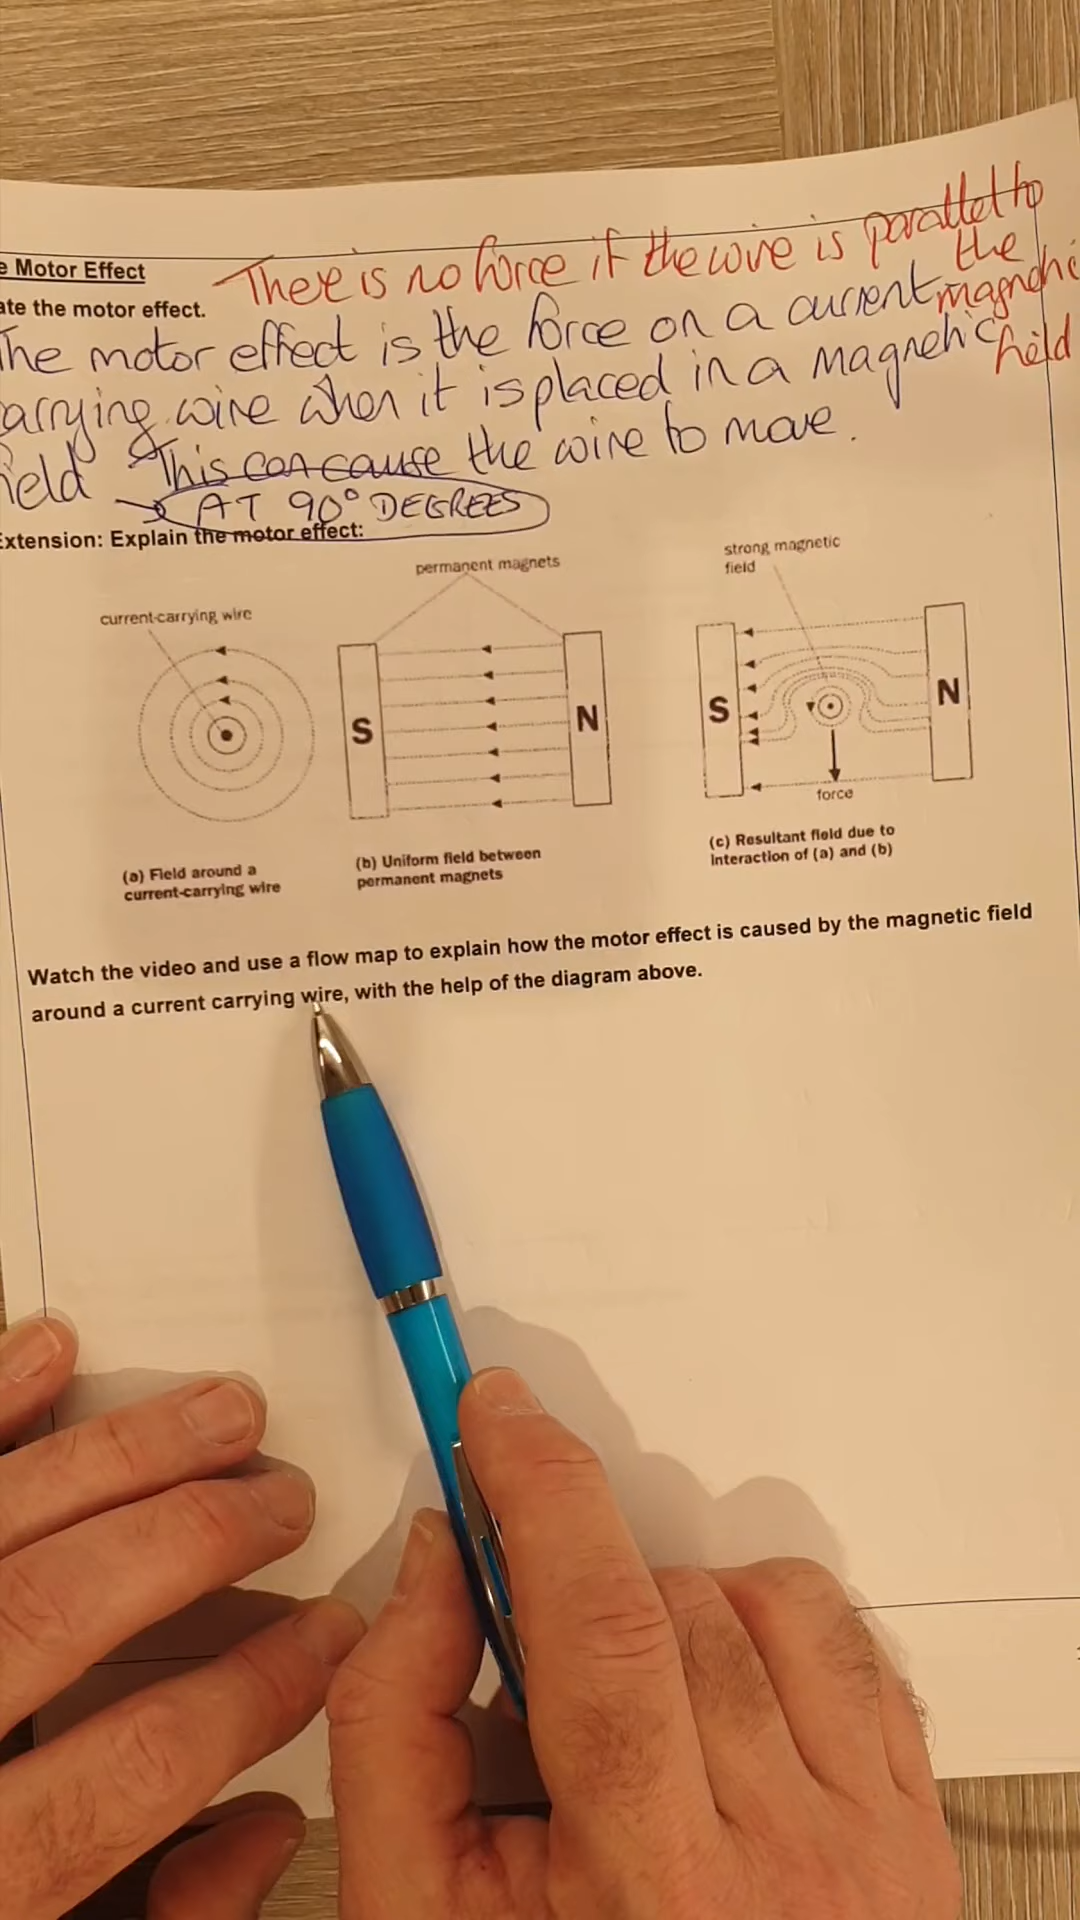 e Motor Effect
There is no force if the wire is parallel to
the
magnetic
field
ate the motor effect.
The motor effect is the force on a current
arrying wire when it is placed in a magnetic
ield This can cause the wire to move.
AT 90° DEGREES
Extension: Explain the motor effect:
current-carrying wire
permanent magnets
strong magnetic
field
S
N
S
N
force
(a) Field around a
current-carrying wire
(b) Uniform field between
permanent magnets
(c) Resultant field due to
Interaction of (a) and (b)
Watch the video and use a flow map to explain how the motor effect is caused by the magnetic field
around a current carrying wire, with the help of the diagram above.